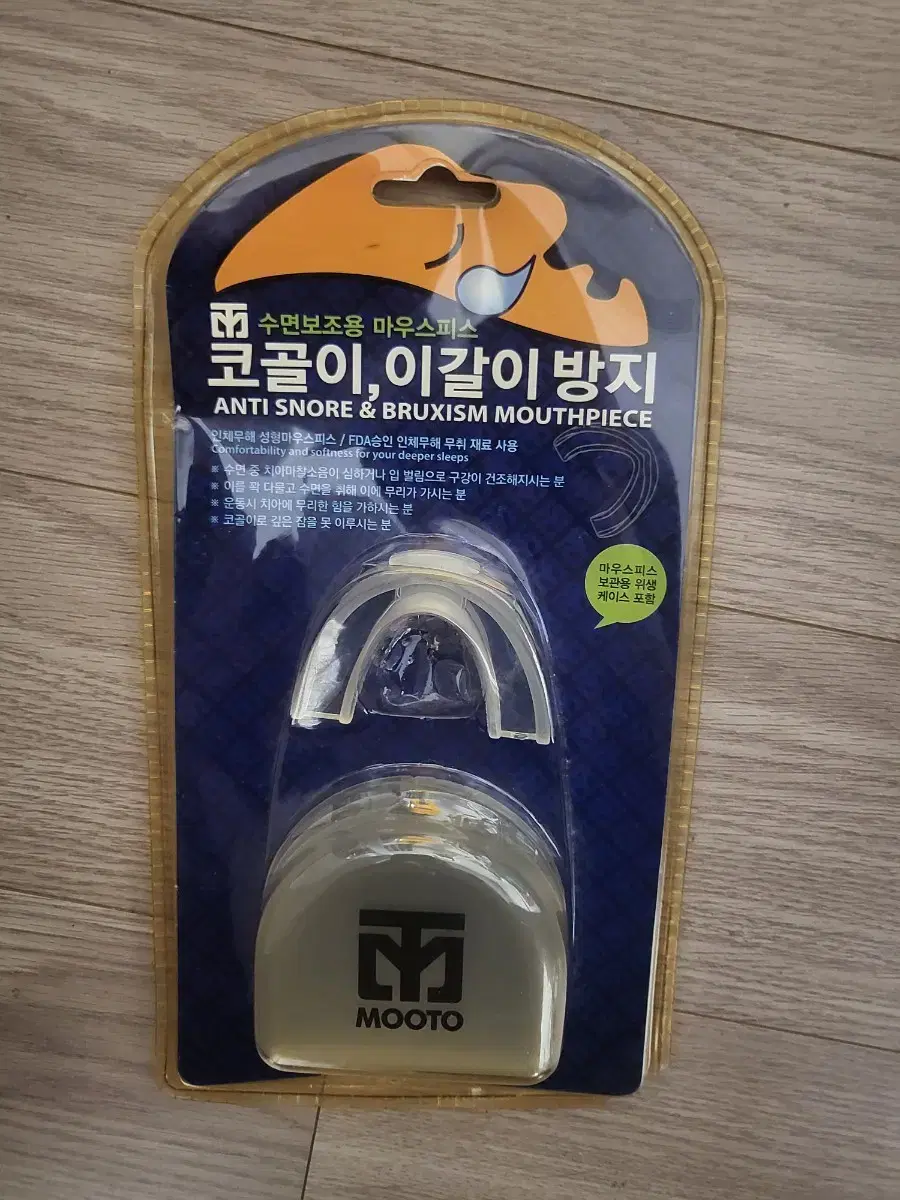 수면보조용 마우스피스
코골이, 이갈이 방지
ANTI SNORE & BRUXISM MOUTHPIECE
인체무해 성형마우스피스 / FDA승인 인체무해 무취 재료 사용
Comfortability and softness for your deeper sleeps
※ 수면 중 치아마찰소음이 심하거나 입 벌림으로 구강이 건조해지시는 분
※ 이를 꽉 다물고 수면을 취해 이에 무리가 가시는 분
※ 운동시 치아에 무리한 힘을 가하시는 분
※ 코골이로 깊은 잠을 못 이루시는 분
마우스피스
보관용 위생
케이스 포함
MOOTO